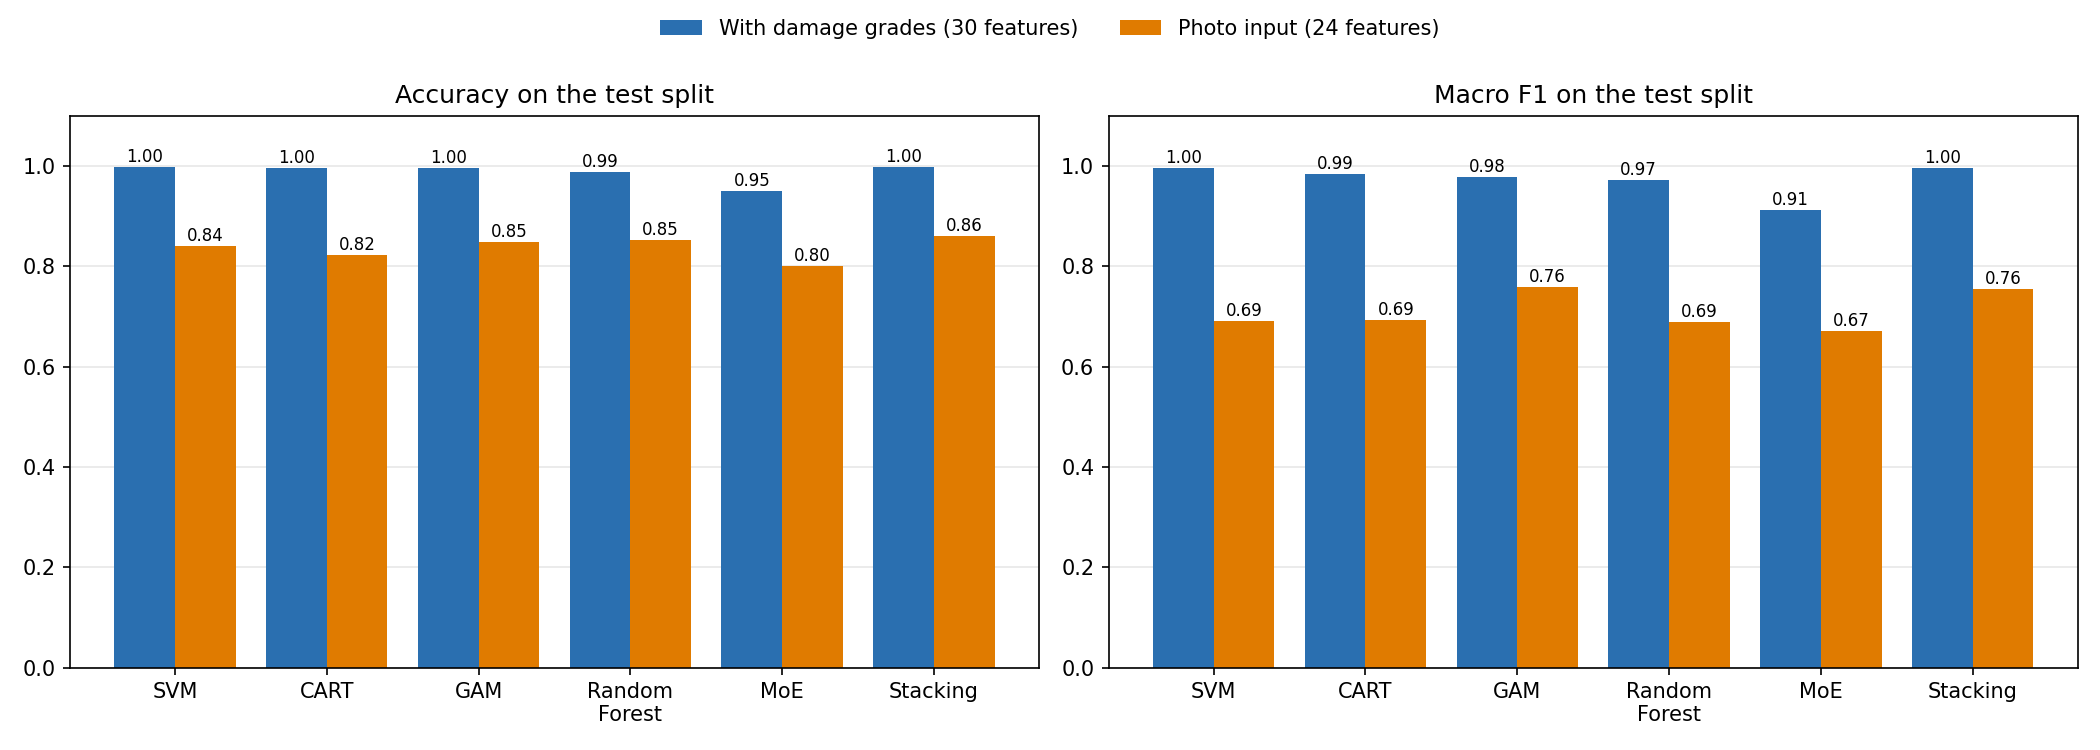 With damage grades (30 features) Photo input (24 features)
Accuracy on the test split
1.0
0.8
0.6
0.4
0.2
0.0
1.00 0.84 1.00 0.82 1.00 0.85 0.99 0.85 0.95 0.80 1.00 0.86
SVM CART GAM Random Forest MoE Stacking
Macro F1 on the test split
1.0
0.8
0.6
0.4
0.2
0.0
1.00 0.69 0.99 0.69 0.98 0.76 0.97 0.69 0.91 0.67 1.00 0.76
SVM CART GAM Random Forest MoE Stacking